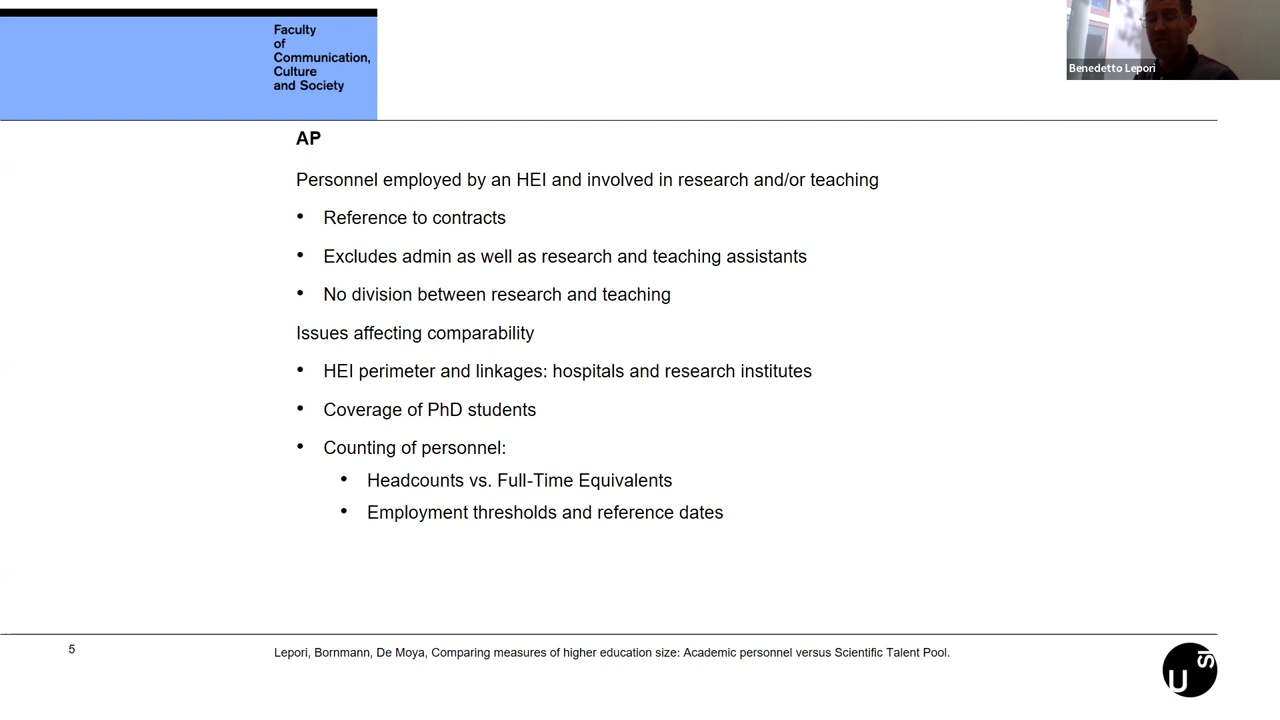 Faculty
of
Communication,
Culture
and Society
Benedetto Lepori
AP
Personnel employed by an HEI and involved in research and/or teaching
• Reference to contracts
• Excludes admin as well as research and teaching assistants
• No division between research and teaching
Issues affecting comparability
• HEI perimeter and linkages: hospitals and research institutes
• Coverage of PhD students
• Counting of personnel:
• Headcounts vs. Full-Time Equivalents
• Employment thresholds and reference dates
5
Lepori, Bornmann, De Moya, Comparing measures of higher education size: Academic personnel versus Scientific Talent Pool.
U
SI